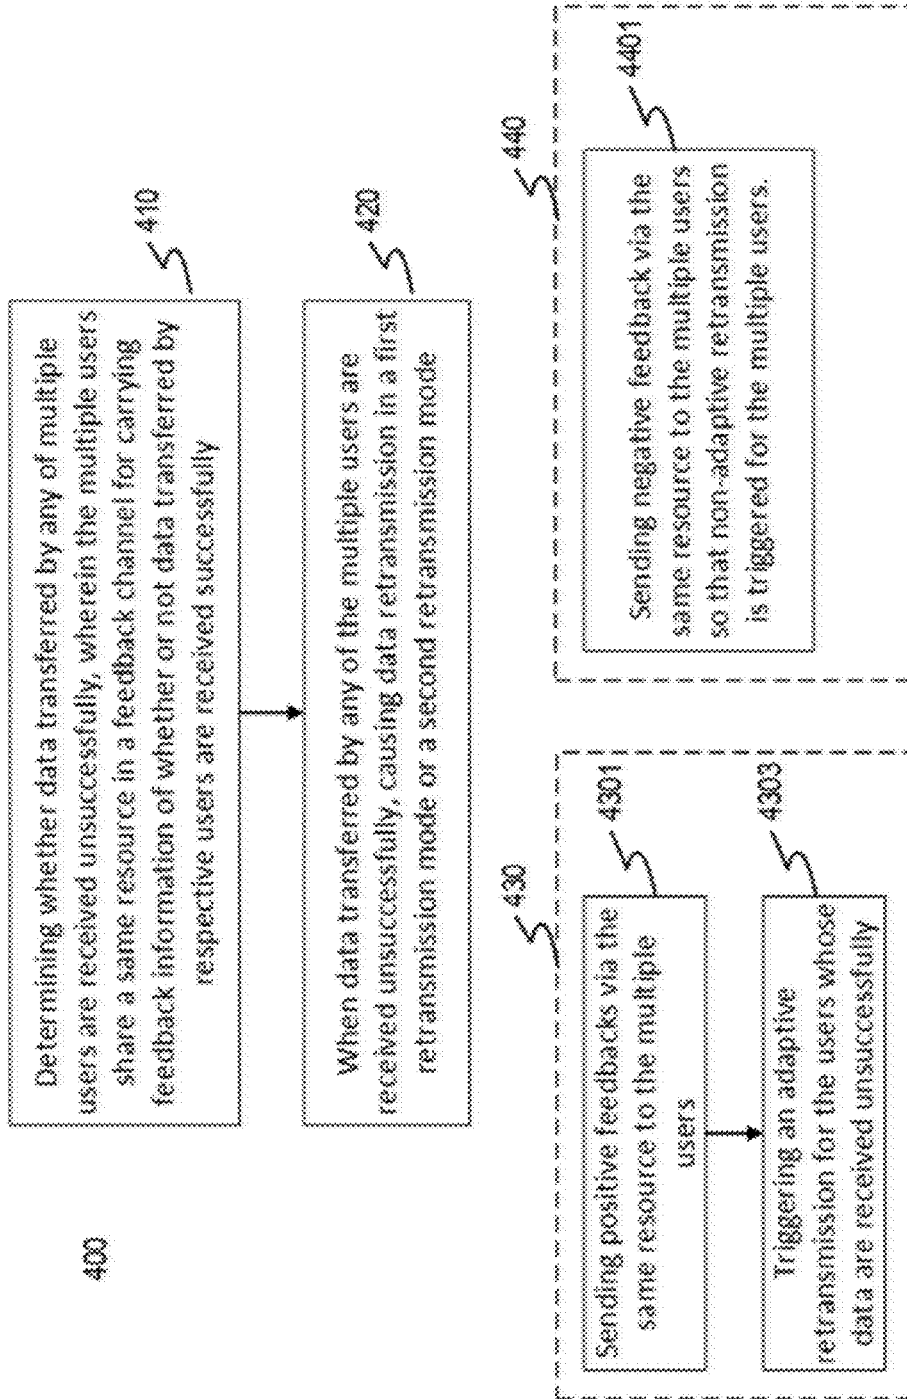 400
Determining whether data transferred by any of multiple
users are received unsuccessfully, wherein the multiple users
share a same resource in a feedback channel for carrying
feedback information of whether or not data transferred by
respective users are received successfully
410
When data transferred by any of the multiple users are
received unsuccessfully, causing data retransmission in a first
retransmission mode or a second retransmission mode
420
430
Sending positive feedbacks via the
same resource to the multiple
users
4301
Triggering an adaptive
retransmission for the users whose
data are received unsuccessfully
4303
440
Sending negative feedback via the
same resource to the multiple users
so that non-adaptive retransmission
is triggered for the multiple users.
4401